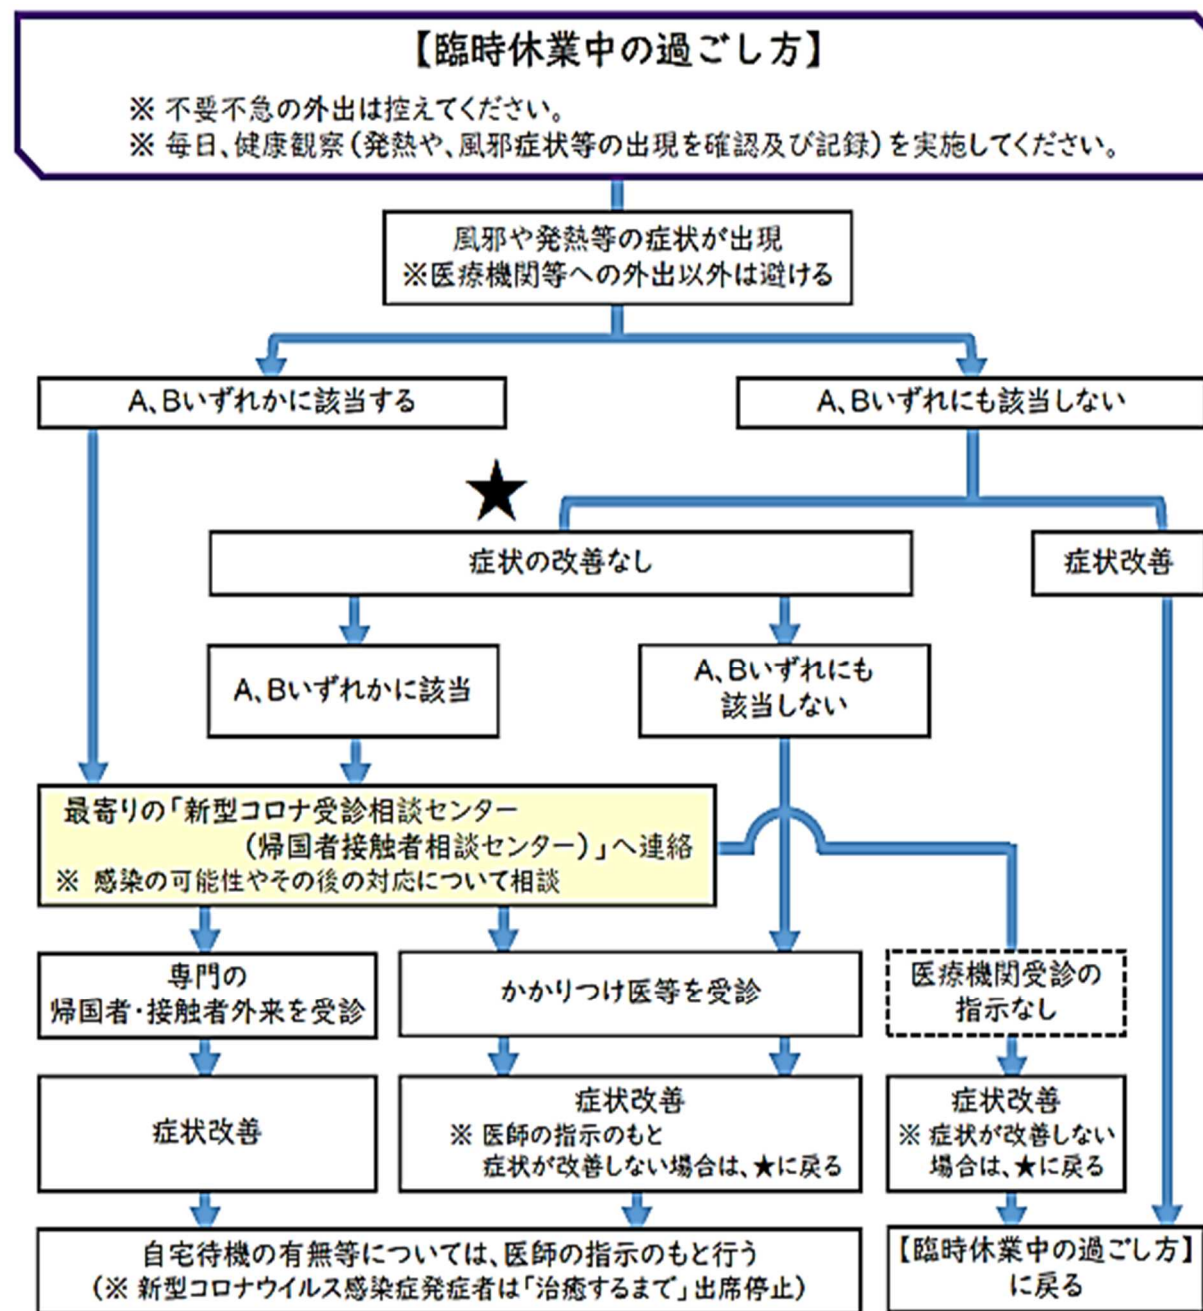 【臨時休業中の過ごし方】
※ 不要不急の外出は控えてください。
※ 毎日、健康観察(発熱や、風邪症状等の出現を確認及び記録)を実施してください。
風邪や発熱等の症状が出現
※医療機関等への外出以外は避ける
A、Bいずれかに該当する
A、Bいずれにも該当しない
★
症状の改善なし
症状改善
A、Bいずれかに該当
A、Bいずれにも
該当しない
最寄りの「新型コロナ受診相談センター
(帰国者接触者相談センター)」へ連絡
※ 感染の可能性やその後の対応について相談
専門の
帰国者・接触者外来を受診
かかりつけ医等を受診
医療機関受診の
指示なし
症状改善
症状改善
※ 医師の指示のもと
症状が改善しない場合は、★に戻る
症状改善
※ 症状が改善しない
場合は、★に戻る
自宅待機の有無等については、医師の指示のもと行う
(※ 新型コロナウイルス感染症発症者は「治癒するまで」出席停止)
【臨時休業中の過ごし方】
に戻る